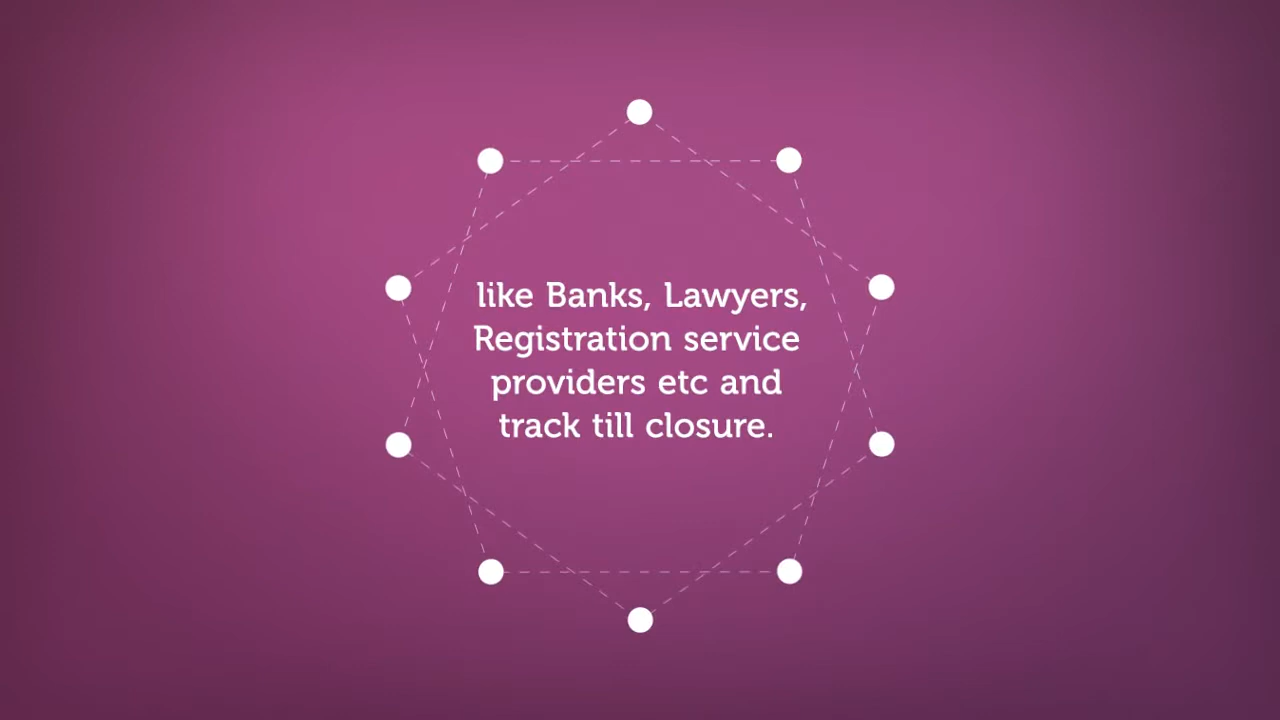 like Banks, Lawyers,
Registration service
providers etc and
track till closure.